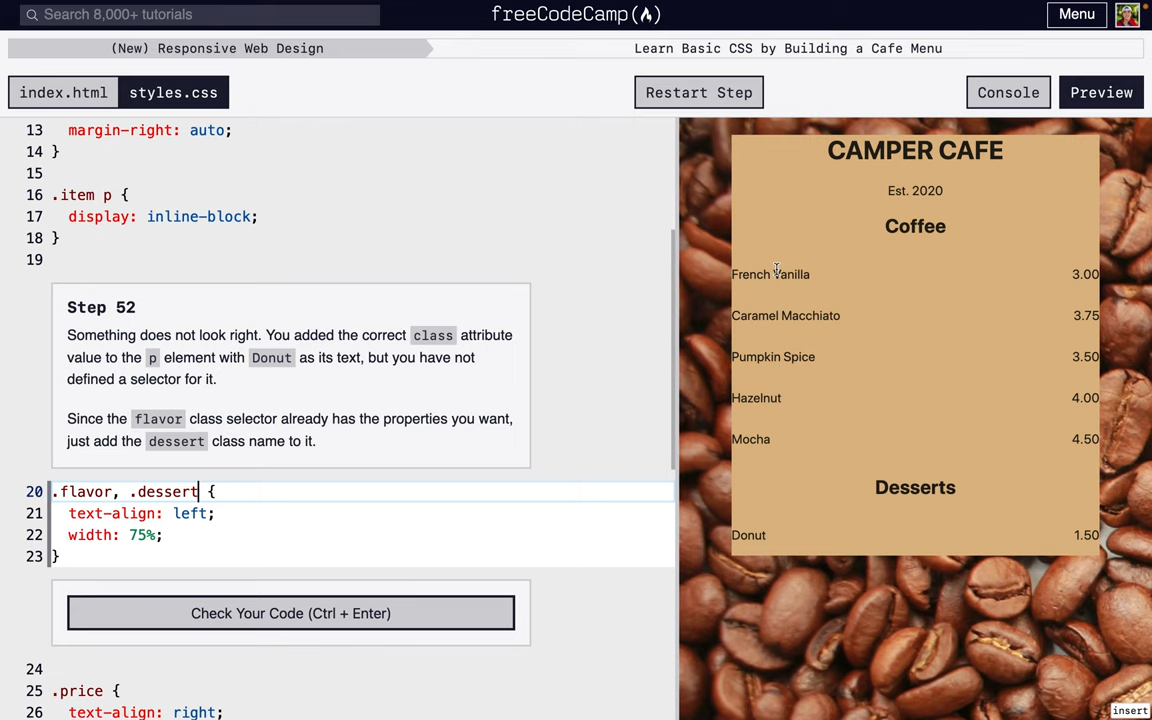 Search 8,000+ tutorials
freeCodeCamp
Menu
(New) Responsive Web Design
Learn Basic CSS by Building a Cafe Menu
index.html
styles.css
Restart Step
Console
Preview
13 margin-right: auto;
14 }
15
16 .item p {
17 display: inline-block;
18 }
19
Step 52
Something does not look right. You added the correct class attribute
value to the p element with Donut as its text, but you have not
defined a selector for it.
Since the flavor class selector already has the properties you want,
just add the dessert class name to it.
20 .flavor, .dessert {
21 text-align: left;
22 width: 75%;
23 }
Check Your Code (Ctrl + Enter)
24
25 .price {
26 text-align: right;
CAMPER CAFE
Est. 2020
Coffee
French Vanilla 3.00
Caramel Macchiato 3.75
Pumpkin Spice 3.50
Hazelnut 4.00
Mocha 4.50
Desserts
Donut 1.50
insert